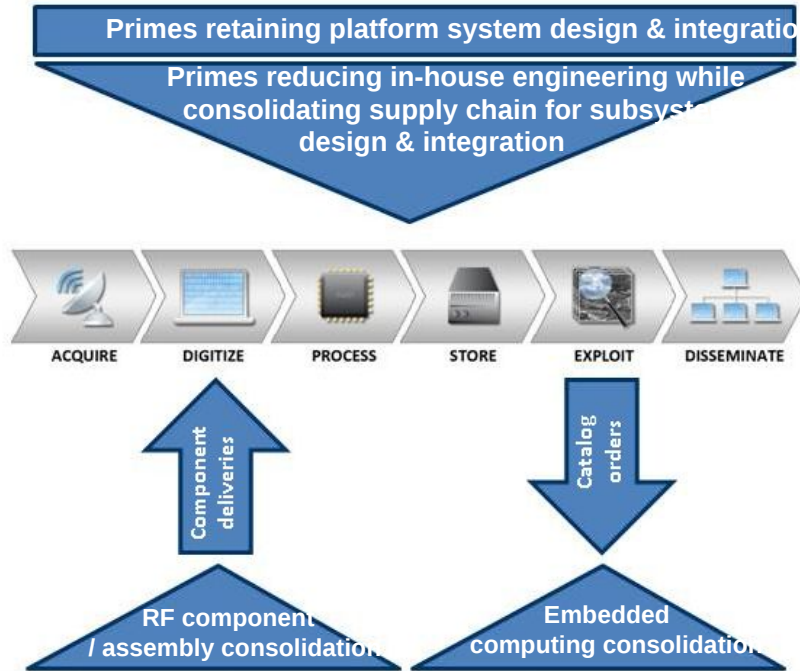 Primes retaining platform system design & integratio
Primes reducing in-house engineering while
consolidating supply chain for subsyste
design & integration
ACQUIRE
DIGITIZE
PROCESS
STORE
EXPLOIT
DISSEMINATE
Component
deliveries
Catalog
orders
RF component
/ assembly consolidation
Embedded
computing consolidation